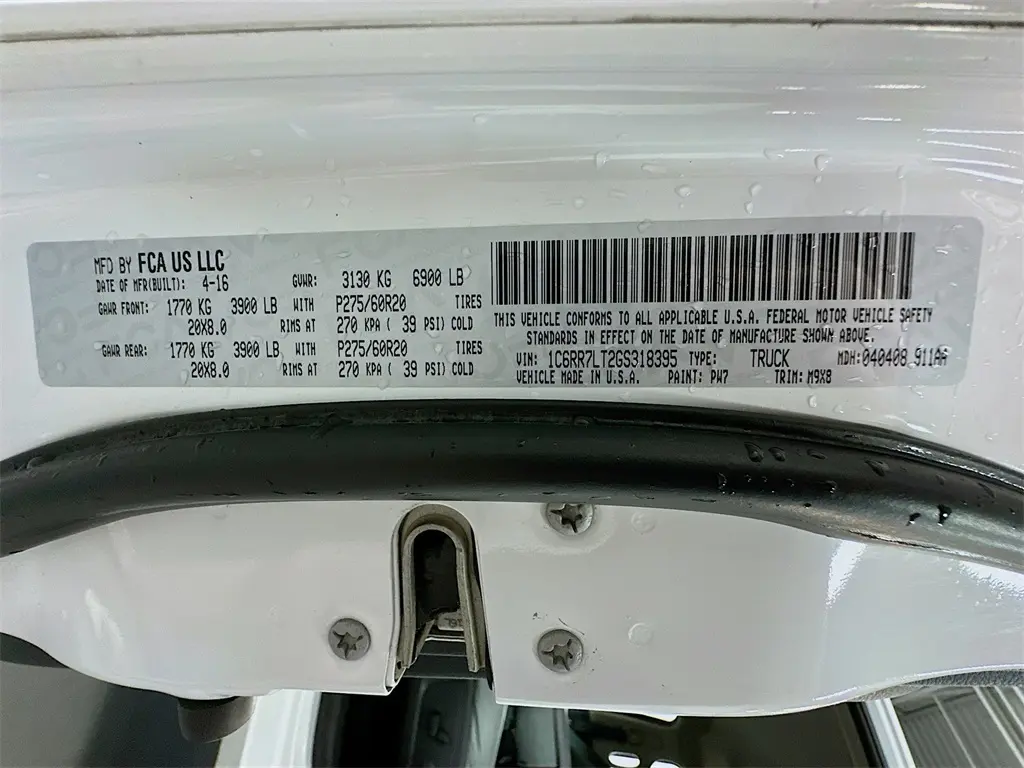 MFD BY FCA US LLC
DATE OF MFR(BUILT): 4-16 GVWR: 3130 KG 6900 LB
GAWR FRONT: 1770 KG 3900 LB WITH P275/60R20 TIRES
20X8.0 RIMS AT 270 KPA ( 39 PSI) COLD
GAWR REAR: 1770 KG 3900 LB WITH P275/60R20 TIRES
20X8.0 RIMS AT 270 KPA ( 39 PSI) COLD
THIS VEHICLE CONFORMS TO ALL APPLICABLE U.S.A. FEDERAL MOTOR VEHICLE SAFETY
STANDARDS IN EFFECT ON THE DATE OF MANUFACTURE SHOWN ABOVE.
VIN: 1C6RR7LT2GS318395 TYPE: TRUCK MDH: 040408 911AA
VEHICLE MADE IN U.S.A. PAINT: PW7 TRIM: M9X8